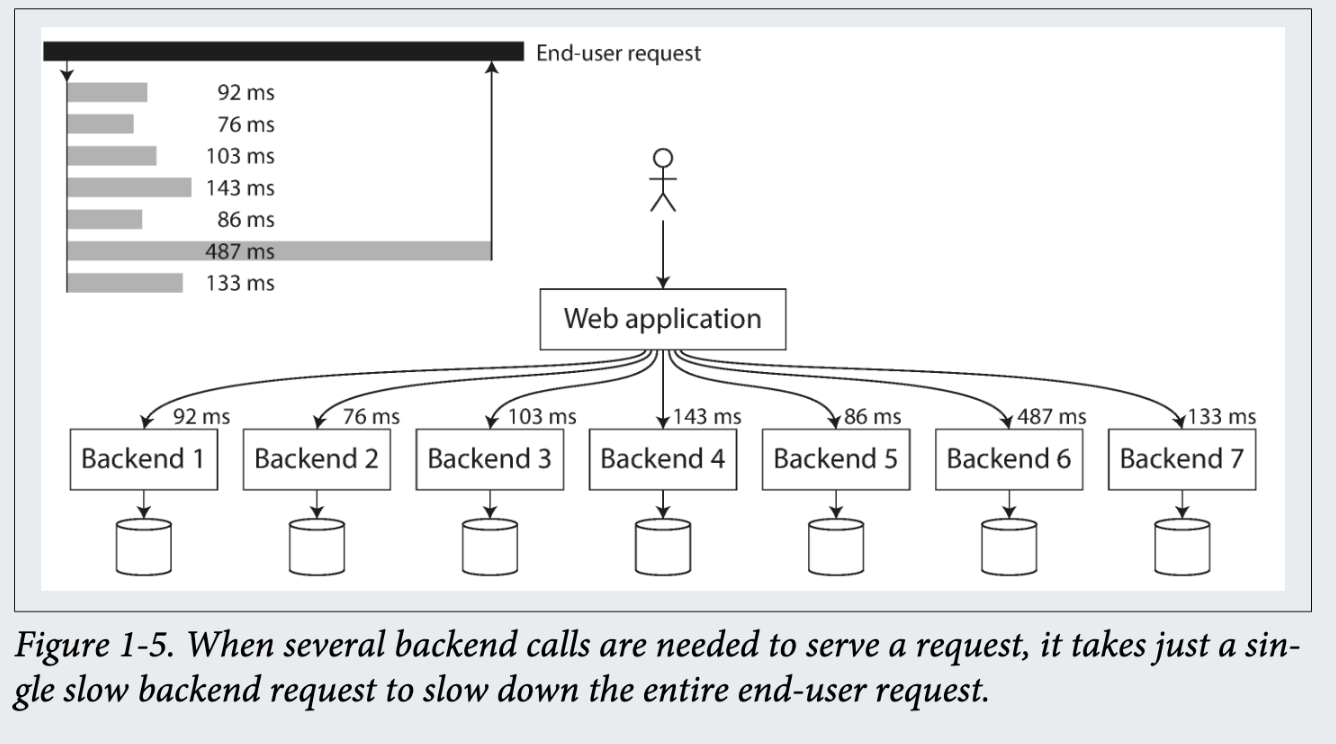 End-user request
92 ms
76 ms
103 ms
143 ms
86 ms
487 ms
133 ms
Web application
92 ms
76 ms
103 ms
143 ms
86 ms
487 ms
133 ms
Backend 1
Backend 2
Backend 3
Backend 4
Backend 5
Backend 6
Backend 7
Figure 1-5. When several backend calls are needed to serve a request, it takes just a sin-
gle slow backend request to slow down the entire end-user request.